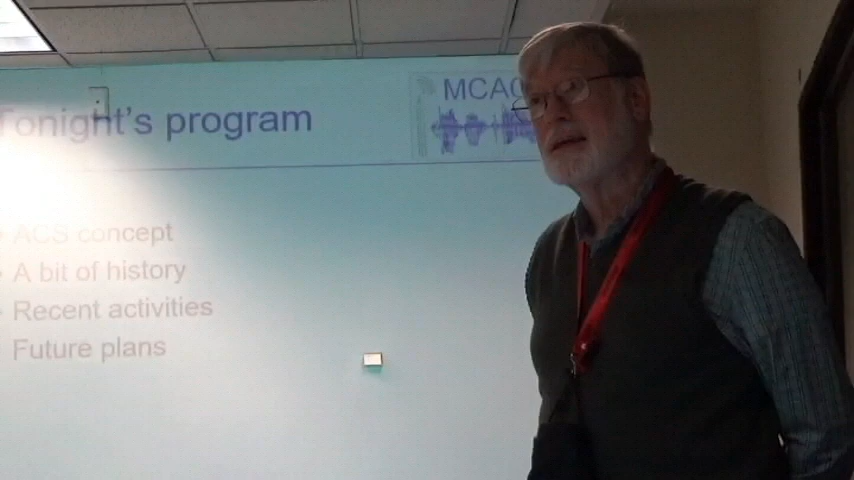 Tonight's program
MCAC
ACS concept
A bit of history
Recent activities
Future plans